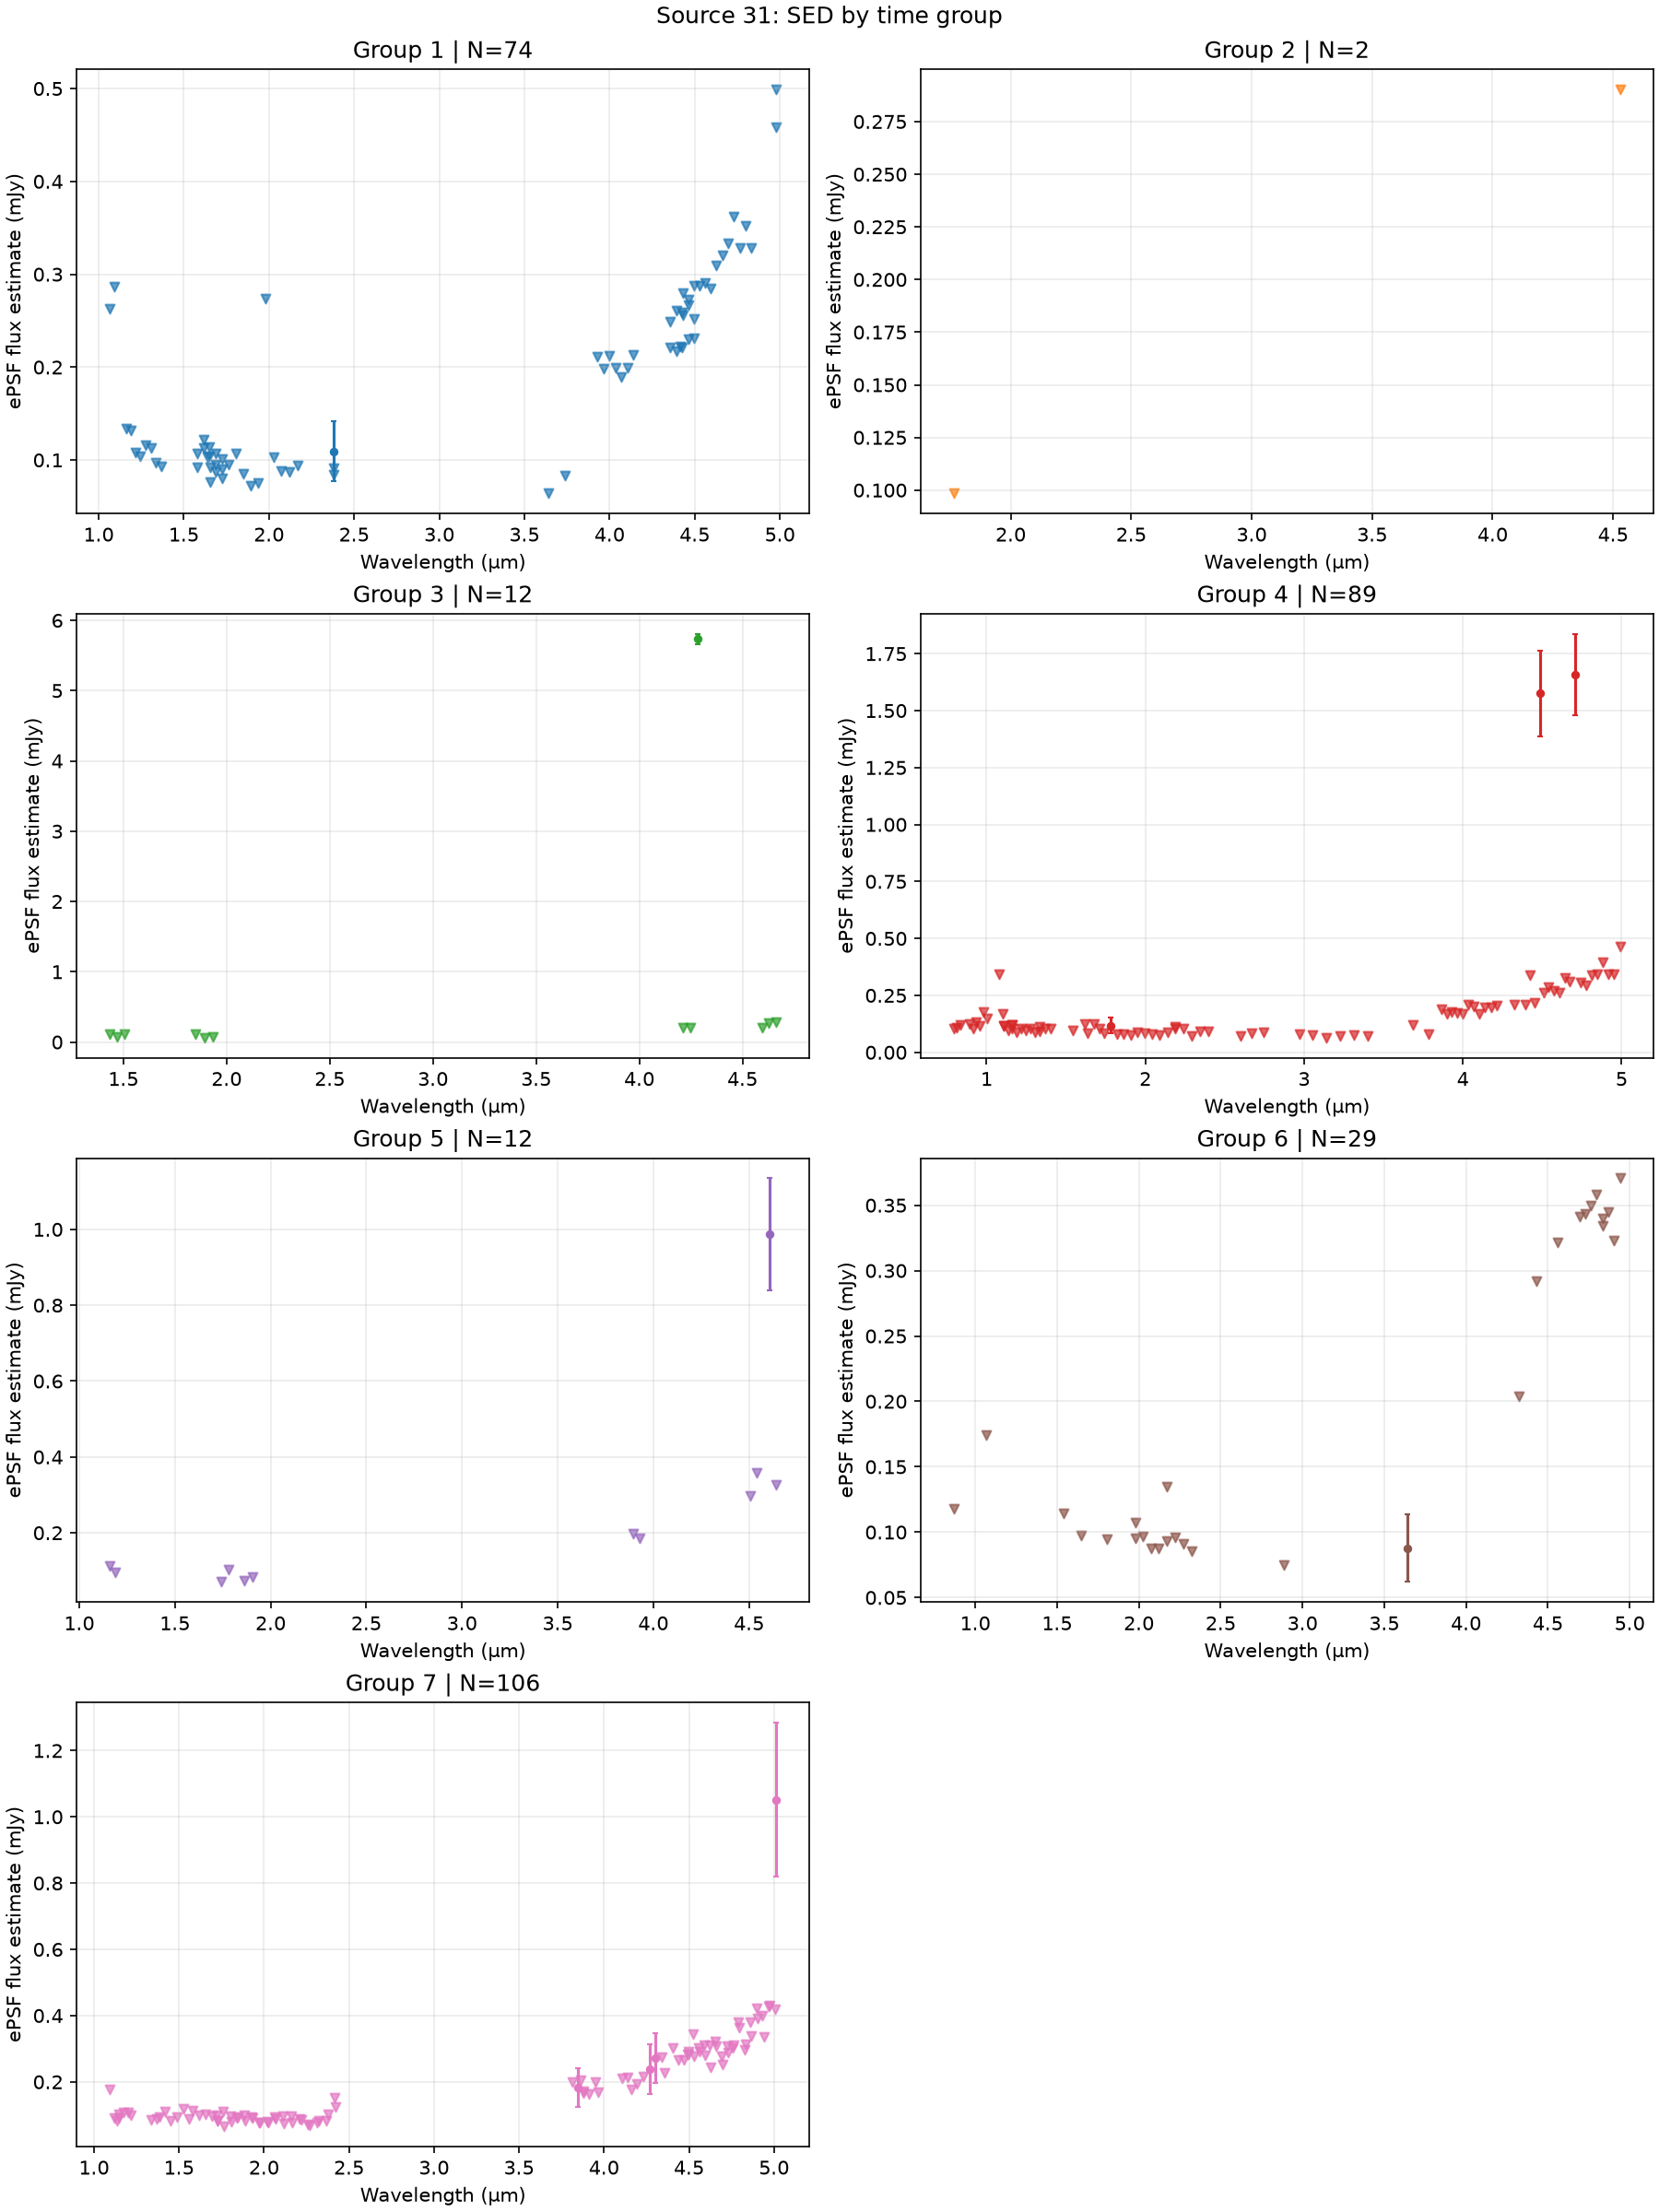 Source 31: SED by time group
Group 1 | N=74
ePSF flux estimate (mJy)
0.5
0.4
0.3
0.2
0.1
1.0 1.5 2.0 2.5 3.0 3.5 4.0 4.5 5.0
Wavelength (µm)
Group 2 | N=2
ePSF flux estimate (mJy)
0.275
0.250
0.225
0.200
0.175
0.150
0.125
0.100
2.0 2.5 3.0 3.5 4.0 4.5
Wavelength (µm)
Group 3 | N=12
ePSF flux estimate (mJy)
6
5
4
3
2
1
0
1.5 2.0 2.5 3.0 3.5 4.0 4.5
Wavelength (µm)
Group 4 | N=89
ePSF flux estimate (mJy)
1.75
1.50
1.25
1.00
0.75
0.50
0.25
0.00
1 2 3 4 5
Wavelength (µm)
Group 5 | N=12
ePSF flux estimate (mJy)
1.0
0.8
0.6
0.4
0.2
1.0 1.5 2.0 2.5 3.0 3.5 4.0 4.5
Wavelength (µm)
Group 6 | N=29
ePSF flux estimate (mJy)
0.35
0.30
0.25
0.20
0.15
0.10
0.05
1.0 1.5 2.0 2.5 3.0 3.5 4.0 4.5 5.0
Wavelength (µm)
Group 7 | N=106
ePSF flux estimate (mJy)
1.2
1.0
0.8
0.6
0.4
0.2
1.0 1.5 2.0 2.5 3.0 3.5 4.0 4.5 5.0
Wavelength (µm)